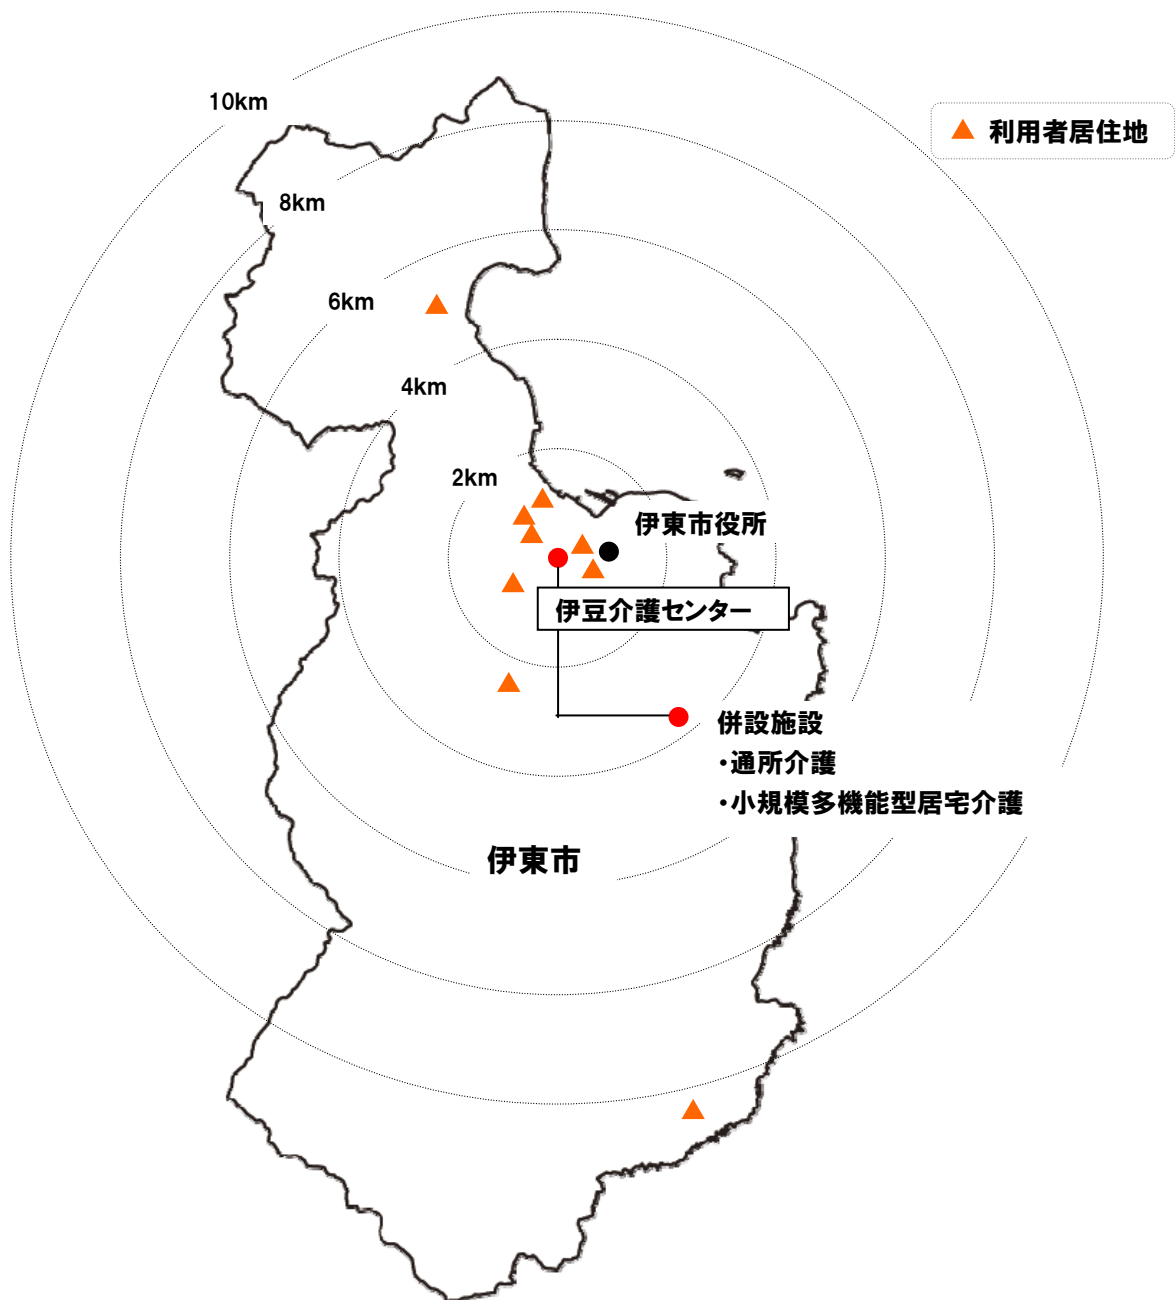 10km
利用者居住地
8km
6km
4km
2km
伊東市役所
伊豆介護センター
併設施設
・通所介護
・小規模多機能型居宅介護
伊東市